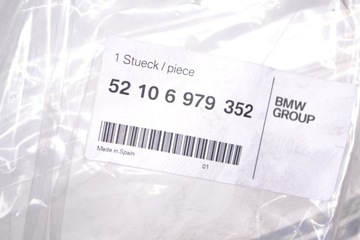 1 Stueck / piece
52 10 6 979 352
BMW
GROUP
Made in Spain
01